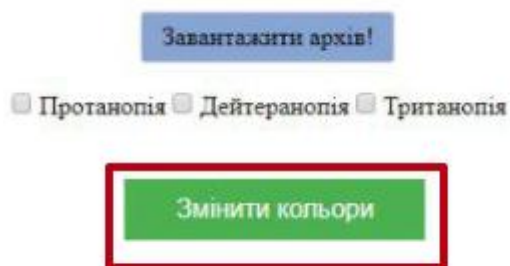 Завантажити архів!
Протанопія Дейтеранопія Тританопія
Змінити кольори